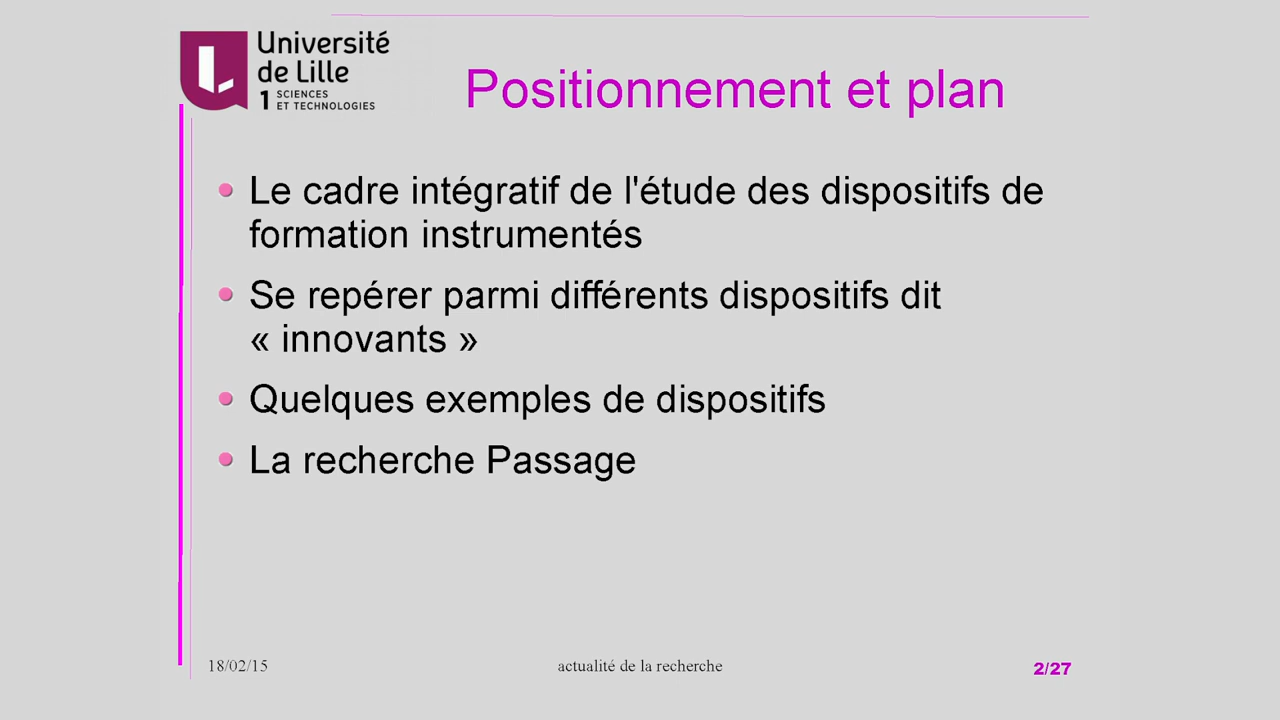 Université
de Lille
1 SCIENCES
ET TECHNOLOGIES
Positionnement et plan
Le cadre intégratif de l'étude des dispositifs de
formation instrumentés
Se repérer parmi différents dispositifs dit
« innovants »
Quelques exemples de dispositifs
La recherche Passage
18/02/15
actualité de la recherche
2/27